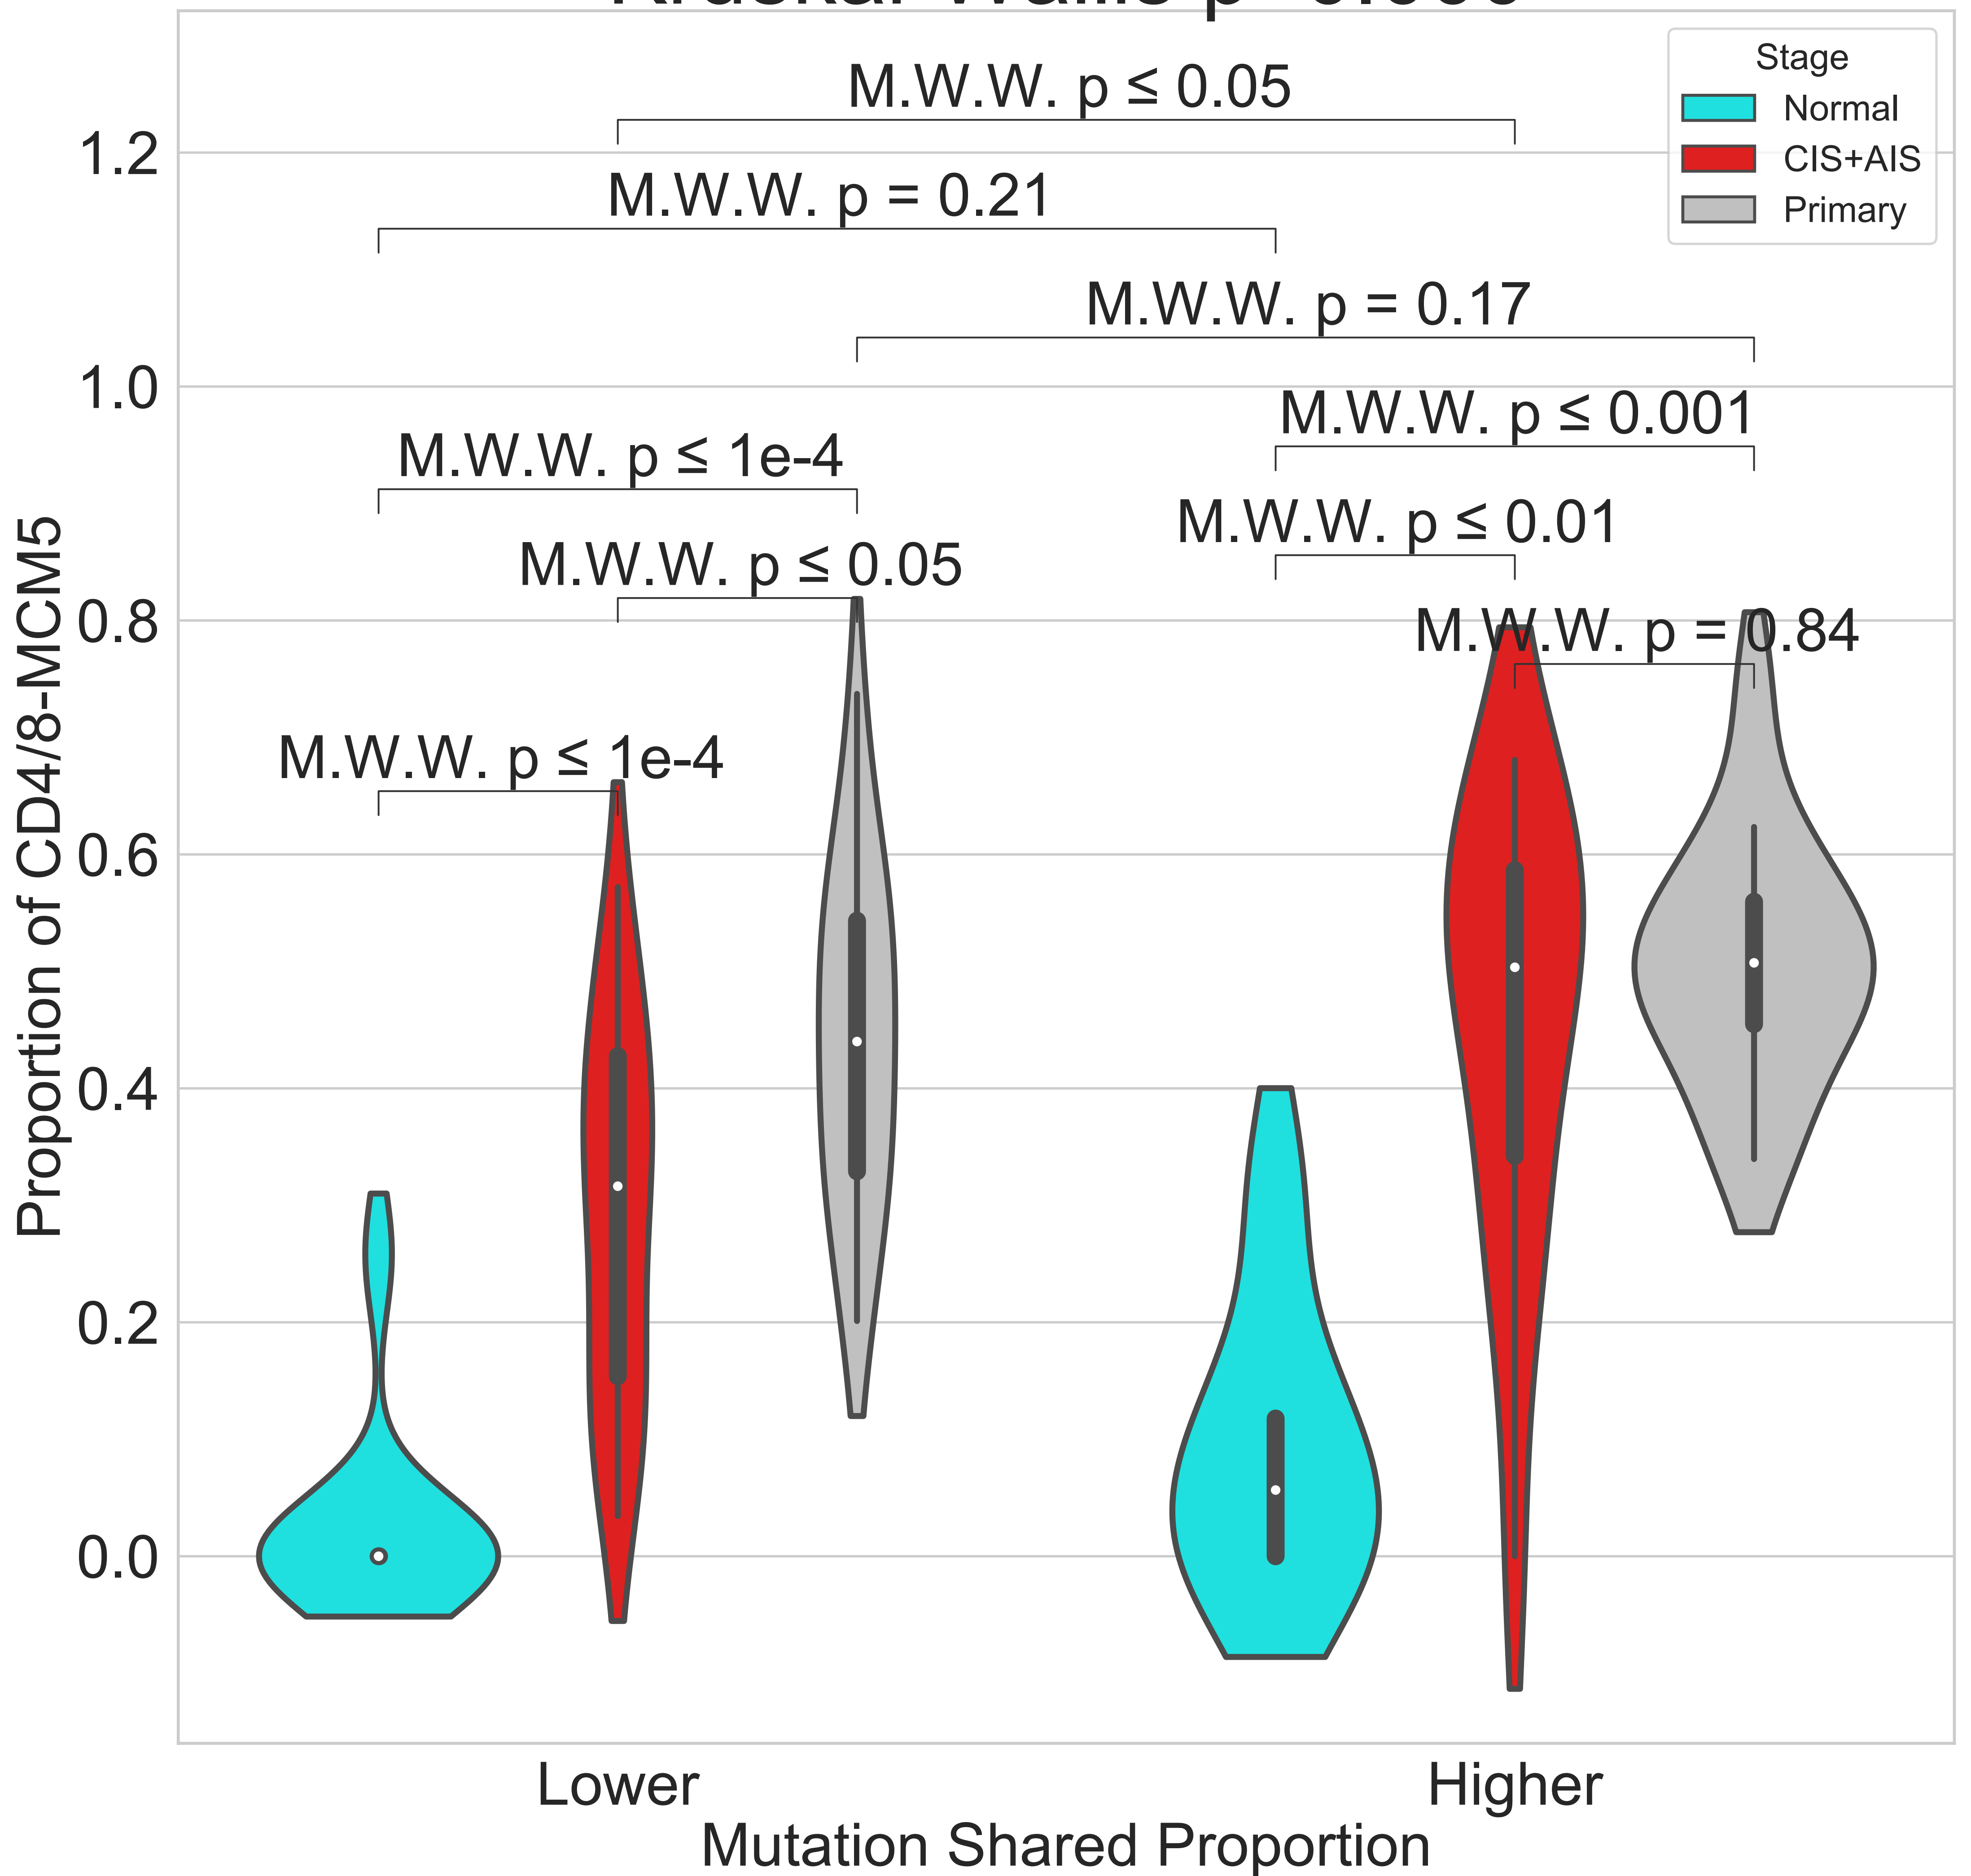 Stage
Normal
CIS+AIS
Primary
M.W.W. p ≤ 0.05
M.W.W. p = 0.21
M.W.W. p = 0.17
M.W.W. p ≤ 0.001
M.W.W. p ≤ 1e-4
M.W.W. p ≤ 0.01
M.W.W. p ≤ 0.05
M.W.W. p = 0.84
M.W.W. p ≤ 1e-4
1.2
1.0
0.8
0.6
0.4
0.2
0.0
Proportion of CD4/8-MCM5
Lower
Higher
Mutation Shared Proportion